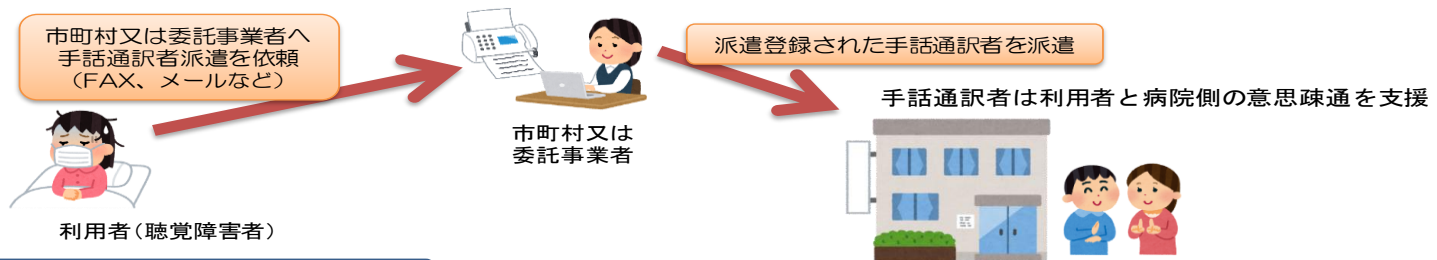 市町村又は委託事業者へ
手話通訳者派遣を依頼
(FAX、メールなど)
派遣登録された手話通訳者を派遣
手話通訳者は利用者と病院側の意思疎通を支援
市町村又は
委託事業者
利用者(聴覚障害者)